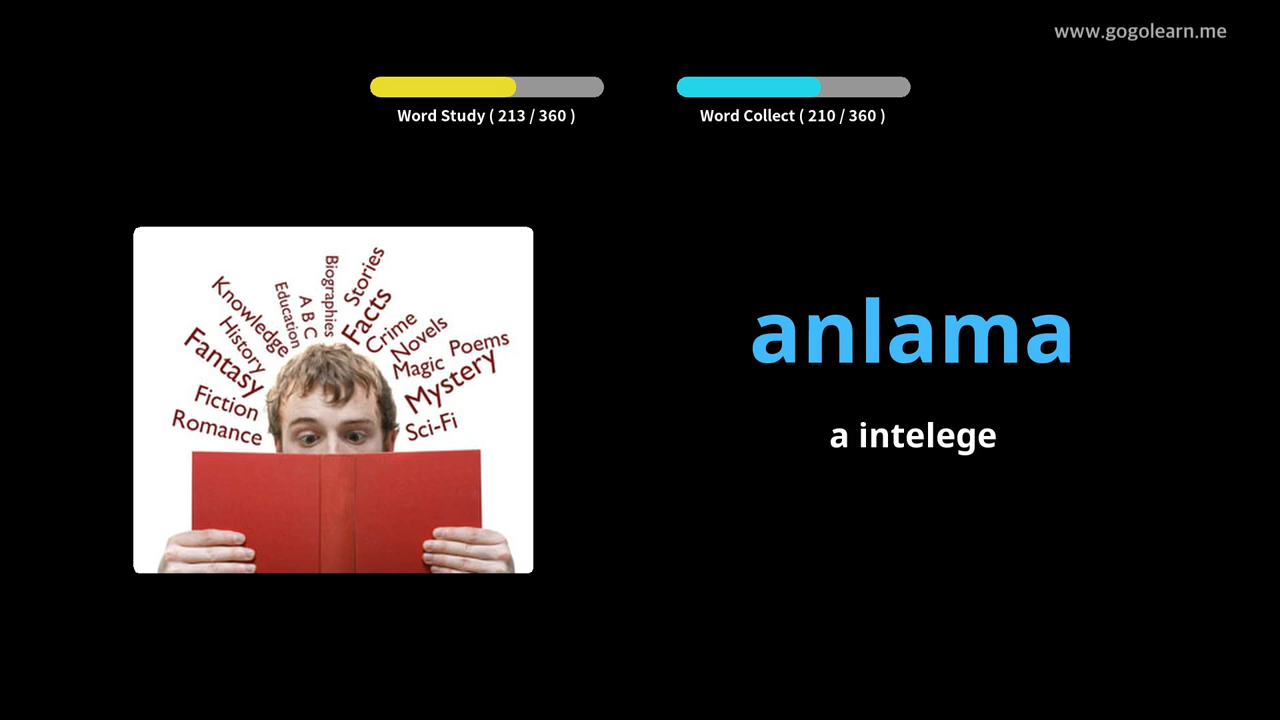 www.gogolearn.me
Word Study ( 213 / 360 )
Word Collect ( 210 / 360 )
Knowledge
Education
A B C
Biographies
Stories
Facts
History
Crime
Novels
Poems
Fantasy
Magic
Mystery
Fiction
Romance
Sci-Fi
anlama
a intelege